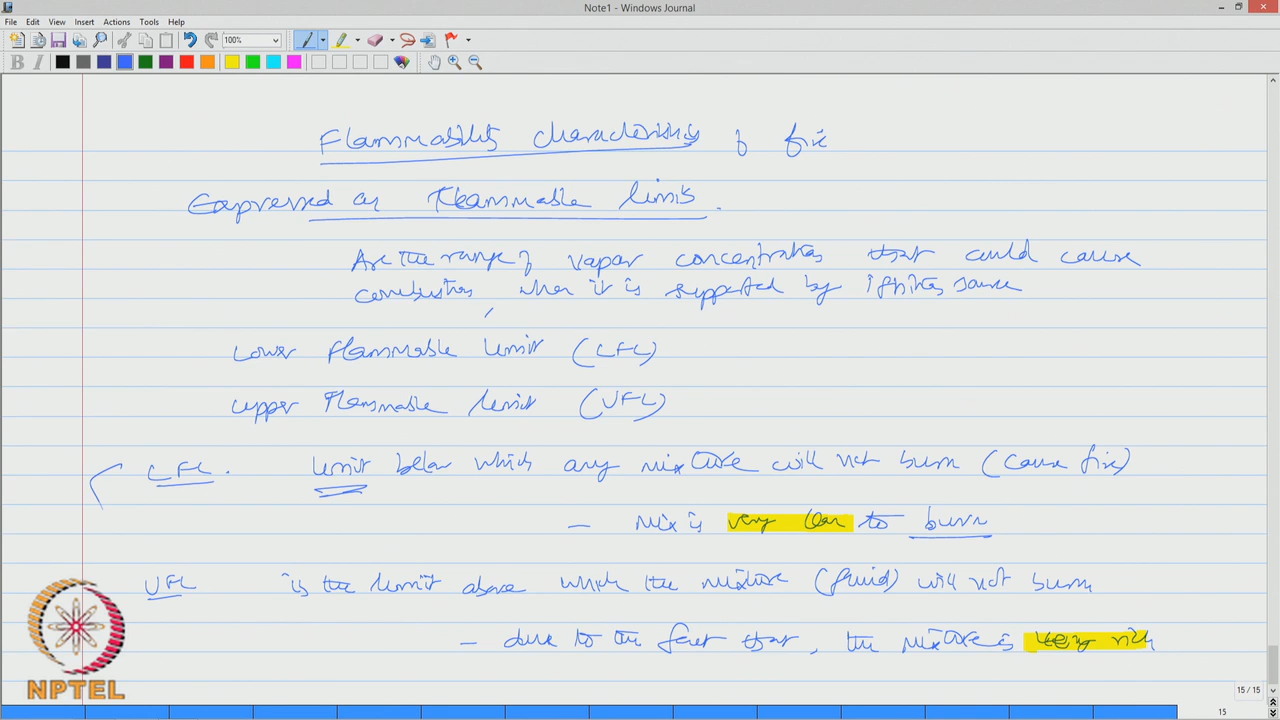 Note1 - Windows Journal
File Edit View Insert Actions Tools Help
100%
B I
Flammability characteristics of fire
Expressed as Flammable limits.
Are the range of vapor concentration that could cause
combustion, when it is supported by ignition source
Lower Flammable limit (LFL)
Upper Flammable limit (UFL)
LFL. limit below which any mixture will not burn (cause fire)
- Mix is very lean to burn
UFL is the limit above which the mixture (fluid) will not burn
- due to the fact that, the mixture is very rich
NPTEL
15 / 15
15